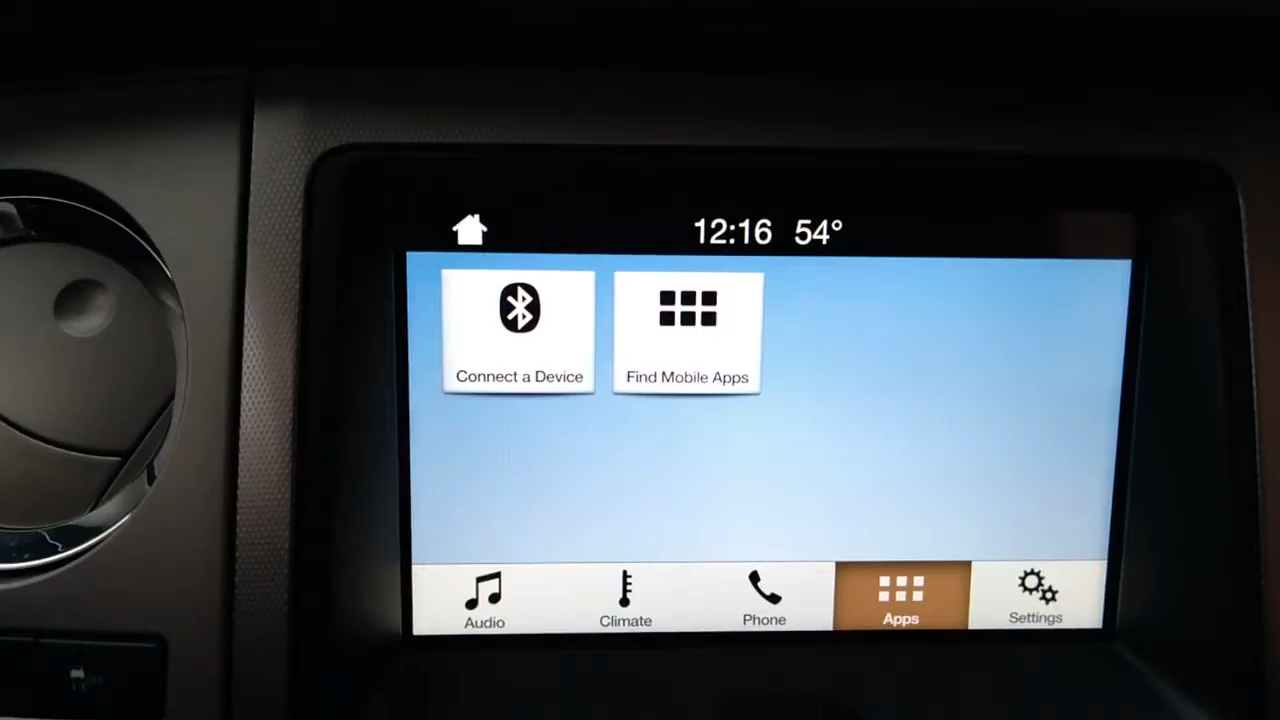 12:16 54°
Connect a Device
Find Mobile Apps
Audio
Climate
Phone
Apps
Settings